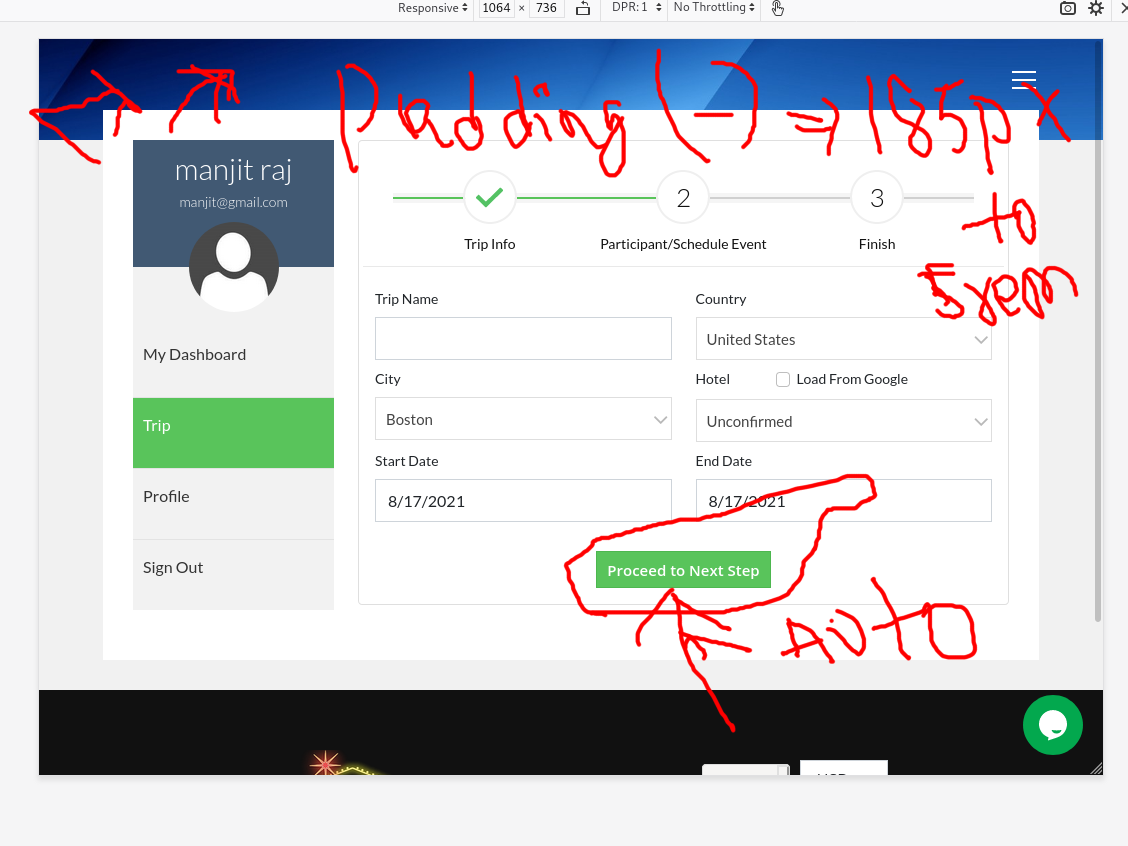 Responsive 1064 × 736 DPR: 1 No Throttling
Padding (-) => 185px
to
5rem
manjit raj
manjit@gmail.com
2 3
Trip Info Participant/Schedule Event Finish
My Dashboard
Trip
Profile
Sign Out
Trip Name Country
United States
City Hotel Load From Google
Boston Unconfirmed
Start Date End Date
8/17/2021 8/17/2021
Proceed to Next Step
AUTO